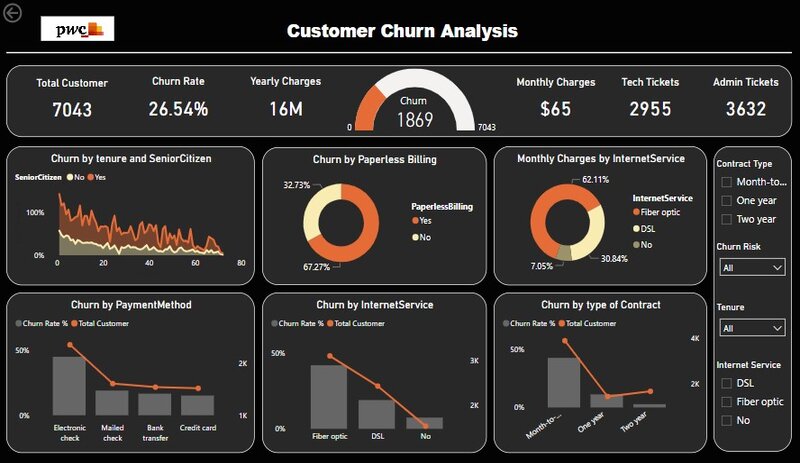 pwc
Customer Churn Analysis
Total Customer
7043
Churn Rate
26.54%
Yearly Charges
16M
Churn
1869
0
7043
Monthly Charges
$65
Tech Tickets
2955
Admin Tickets
3632
Churn by tenure and SeniorCitizen
SeniorCitizen No Yes
100%
0%
0 20 40 60 80
Churn by Paperless Billing
32.73%
67.27%
PaperlessBilling
Yes
No
Monthly Charges by InternetService
62.11%
30.84%
7.05%
InternetService
Fiber optic
DSL
No
Contract Type
Month-to...
One year
Two year
Churn Risk
All
Tenure
All
Internet Service
DSL
Fiber optic
No
Churn by PaymentMethod
Churn Rate % Total Customer
50%
0%
2K
1K
Electronic check
Mailed check
Bank transfer
Credit card
Churn by InternetService
Churn Rate % Total Customer
50%
0%
3K
2K
Fiber optic
DSL
No
Churn by type of Contract
Churn Rate % Total Customer
50%
0%
4K
2K
Month-to-...
One year
Two year